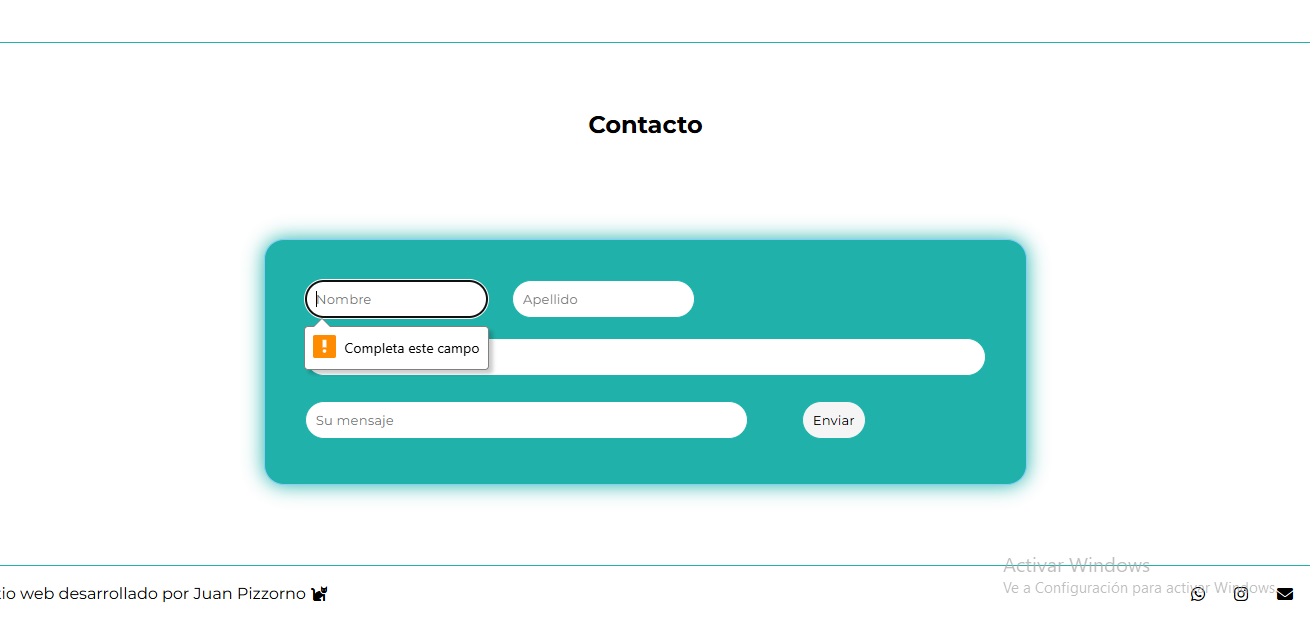 Contacto
Nombre
Apellido
Completa este campo
Su mensaje
Enviar
Activar Windows
Ve a Configuración para activar Windows.
tio web desarrollado por Juan Pizzorno